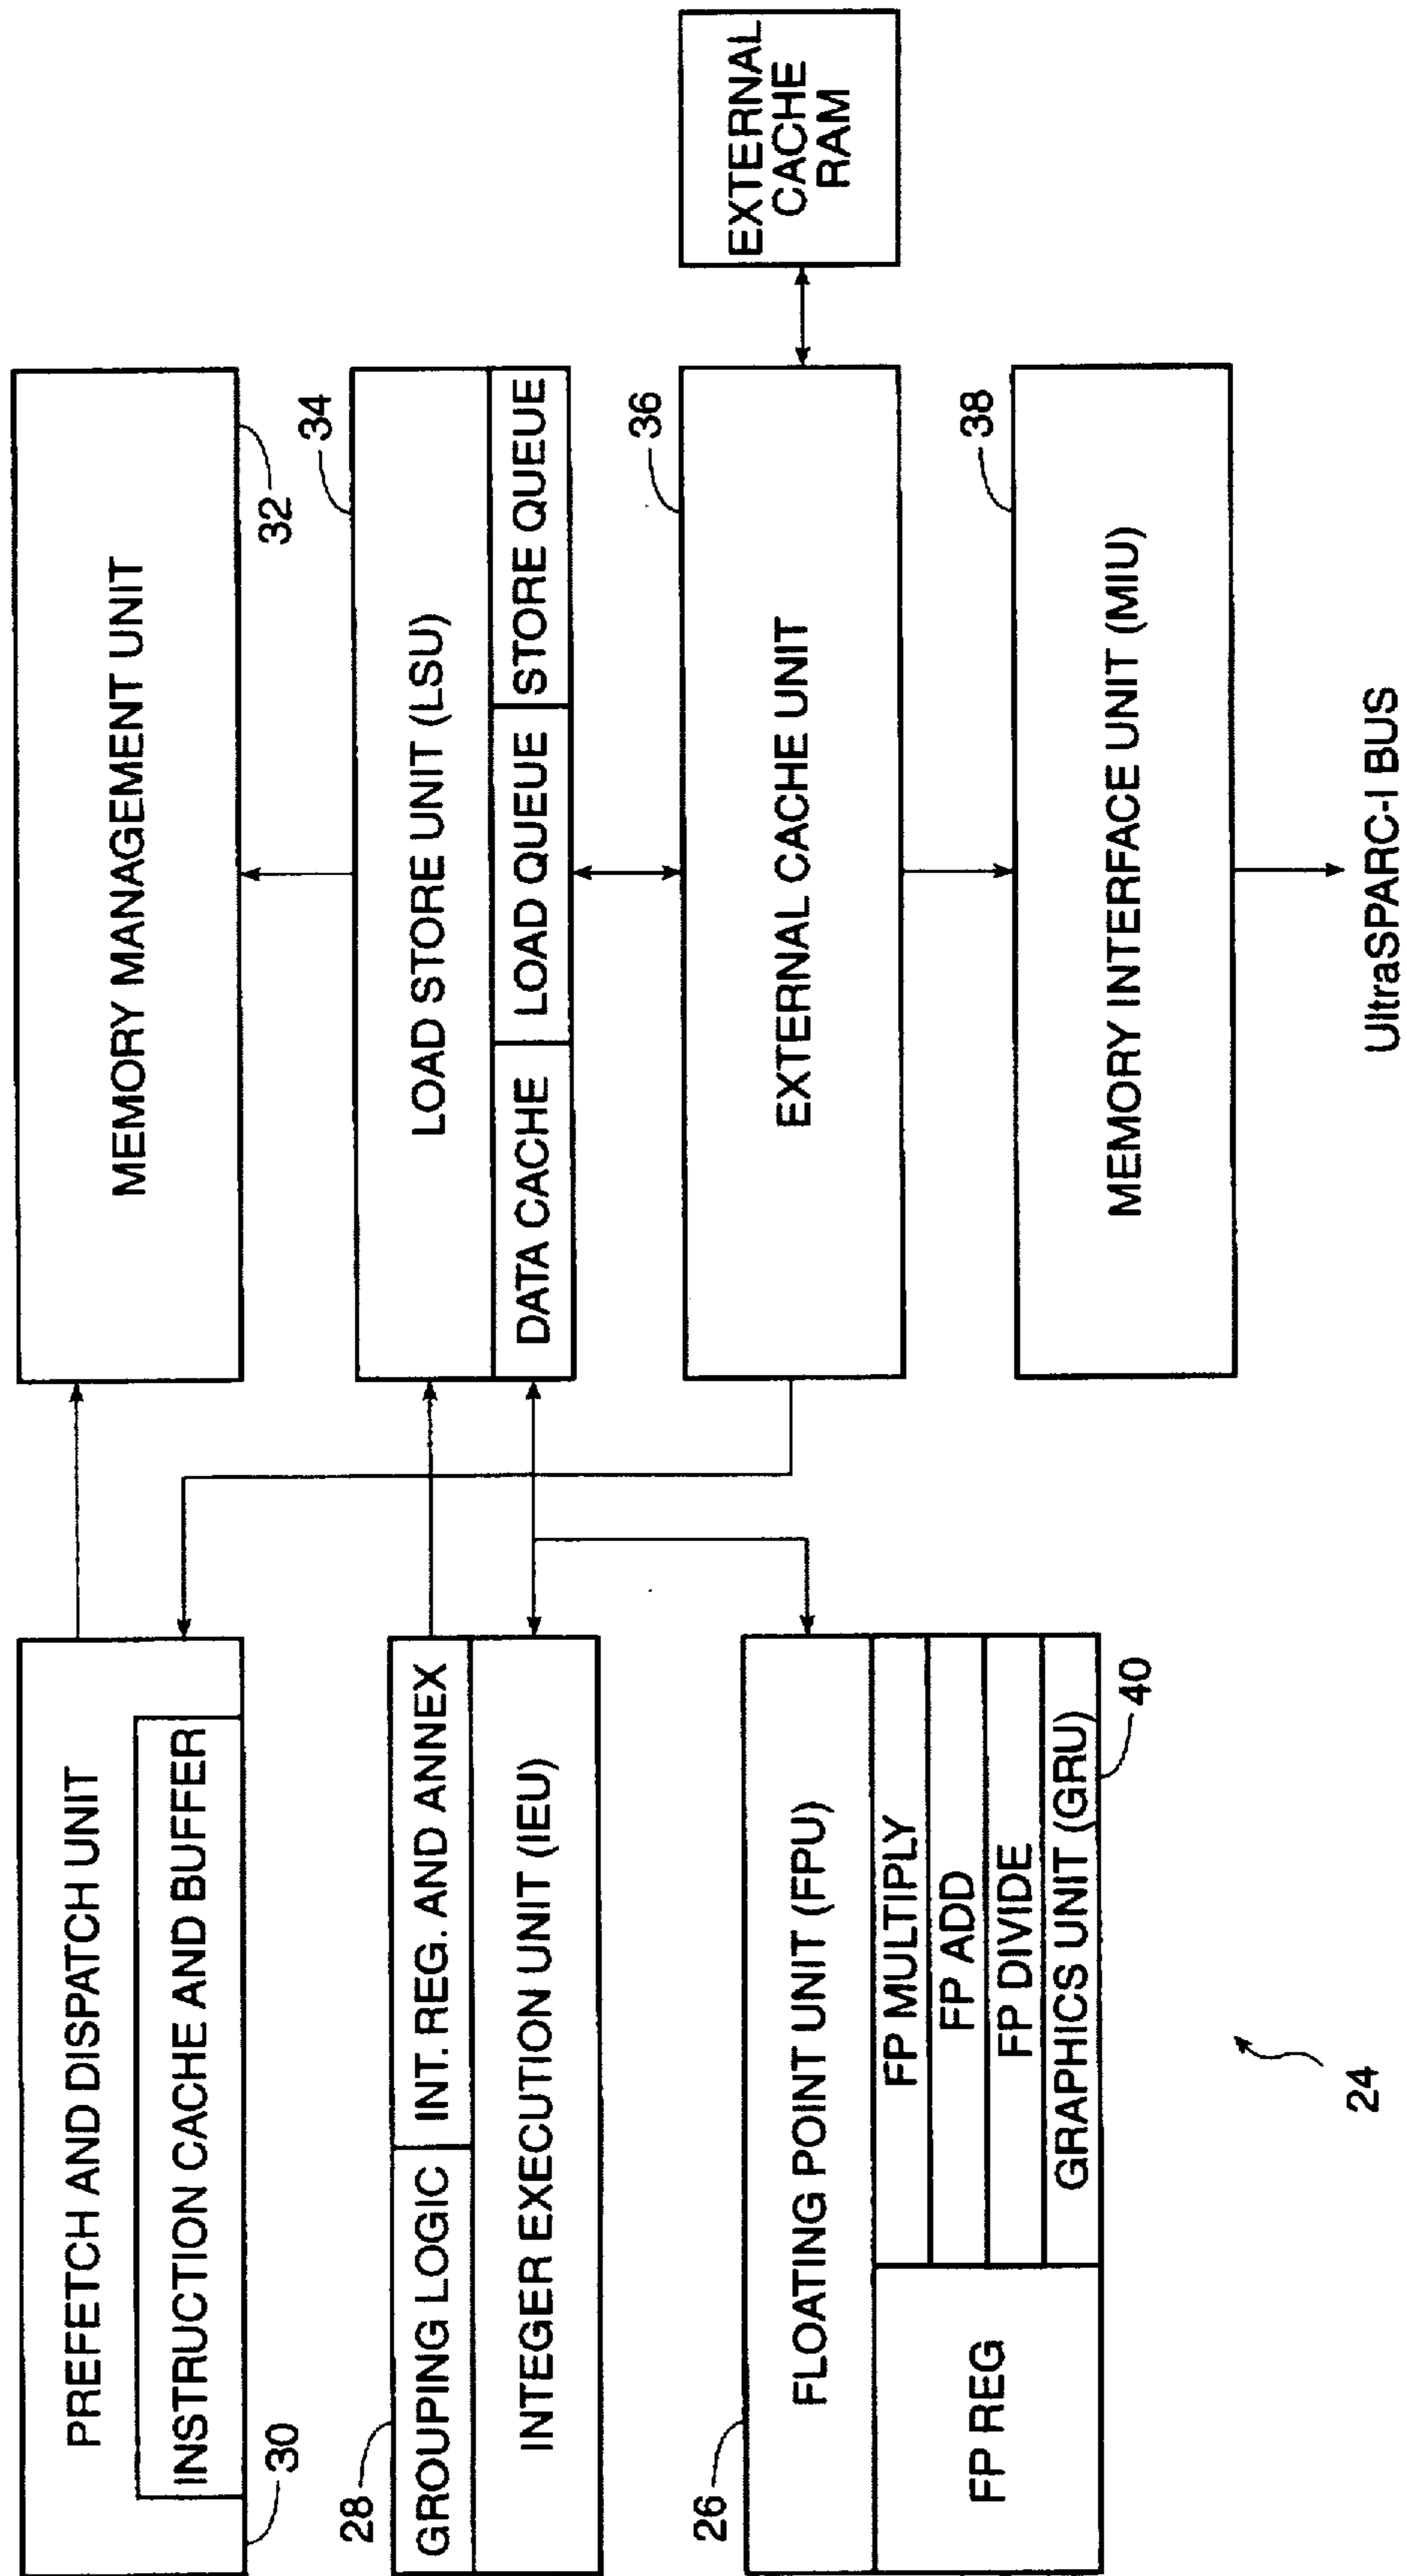 PREFETCH AND DISPATCH UNIT
INSTRUCTION CACHE AND BUFFER
30
MEMORY MANAGEMENT UNIT
32
28
GROUPING LOGIC
INT. REG. AND ANNEX
INTEGER EXECUTION UNIT (IEU)
34
LOAD STORE UNIT (LSU)
DATA CACHE
LOAD QUEUE
STORE QUEUE
26
FLOATING POINT UNIT (FPU)
FP REG
FP MULTIPLY
FP ADD
FP DIVIDE
GRAPHICS UNIT (GRU)
40
36
EXTERNAL CACHE UNIT
EXTERNAL
CACHE
RAM
38
MEMORY INTERFACE UNIT (MIU)
UltraSPARC-I BUS
24